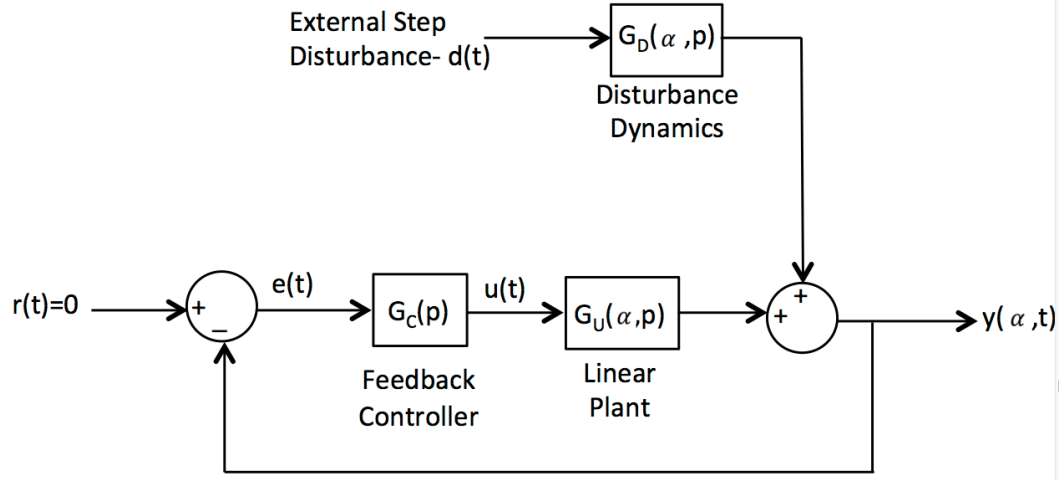 External Step
Disturbance- d(t)
G_D(α,p)
Disturbance
Dynamics
r(t)=0
+
−
e(t)
G_C(p)
u(t)
G_U(α,p)
+
+
y(α,t)
Feedback
Controller
Linear
Plant